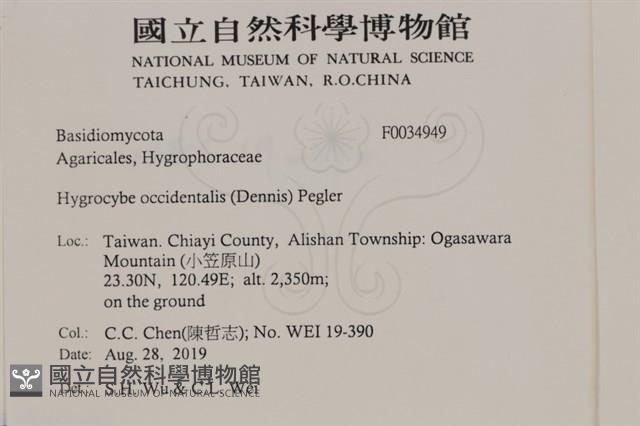 國立自然科學博物館
NATIONAL MUSEUM OF NATURAL SCIENCE
TAICHUNG, TAIWAN, R.O.CHINA
Basidiomycota F0034949
Agaricales, Hygrophoraceae
Hygrocybe occidentalis (Dennis) Pegler
Loc.: Taiwan. Chiayi County, Alishan Township: Ogasawara
Mountain (小笠原山)
23.30N, 120.49E; alt. 2,350m;
on the ground
Col.: C.C. Chen(陳哲志); No. WEI 19-390
Date: Aug. 28, 2019
Det.: S.H. Wu & C.L. Wei
國立自然科學博物館
NATIONAL MUSEUM OF NATURAL SCIENCE